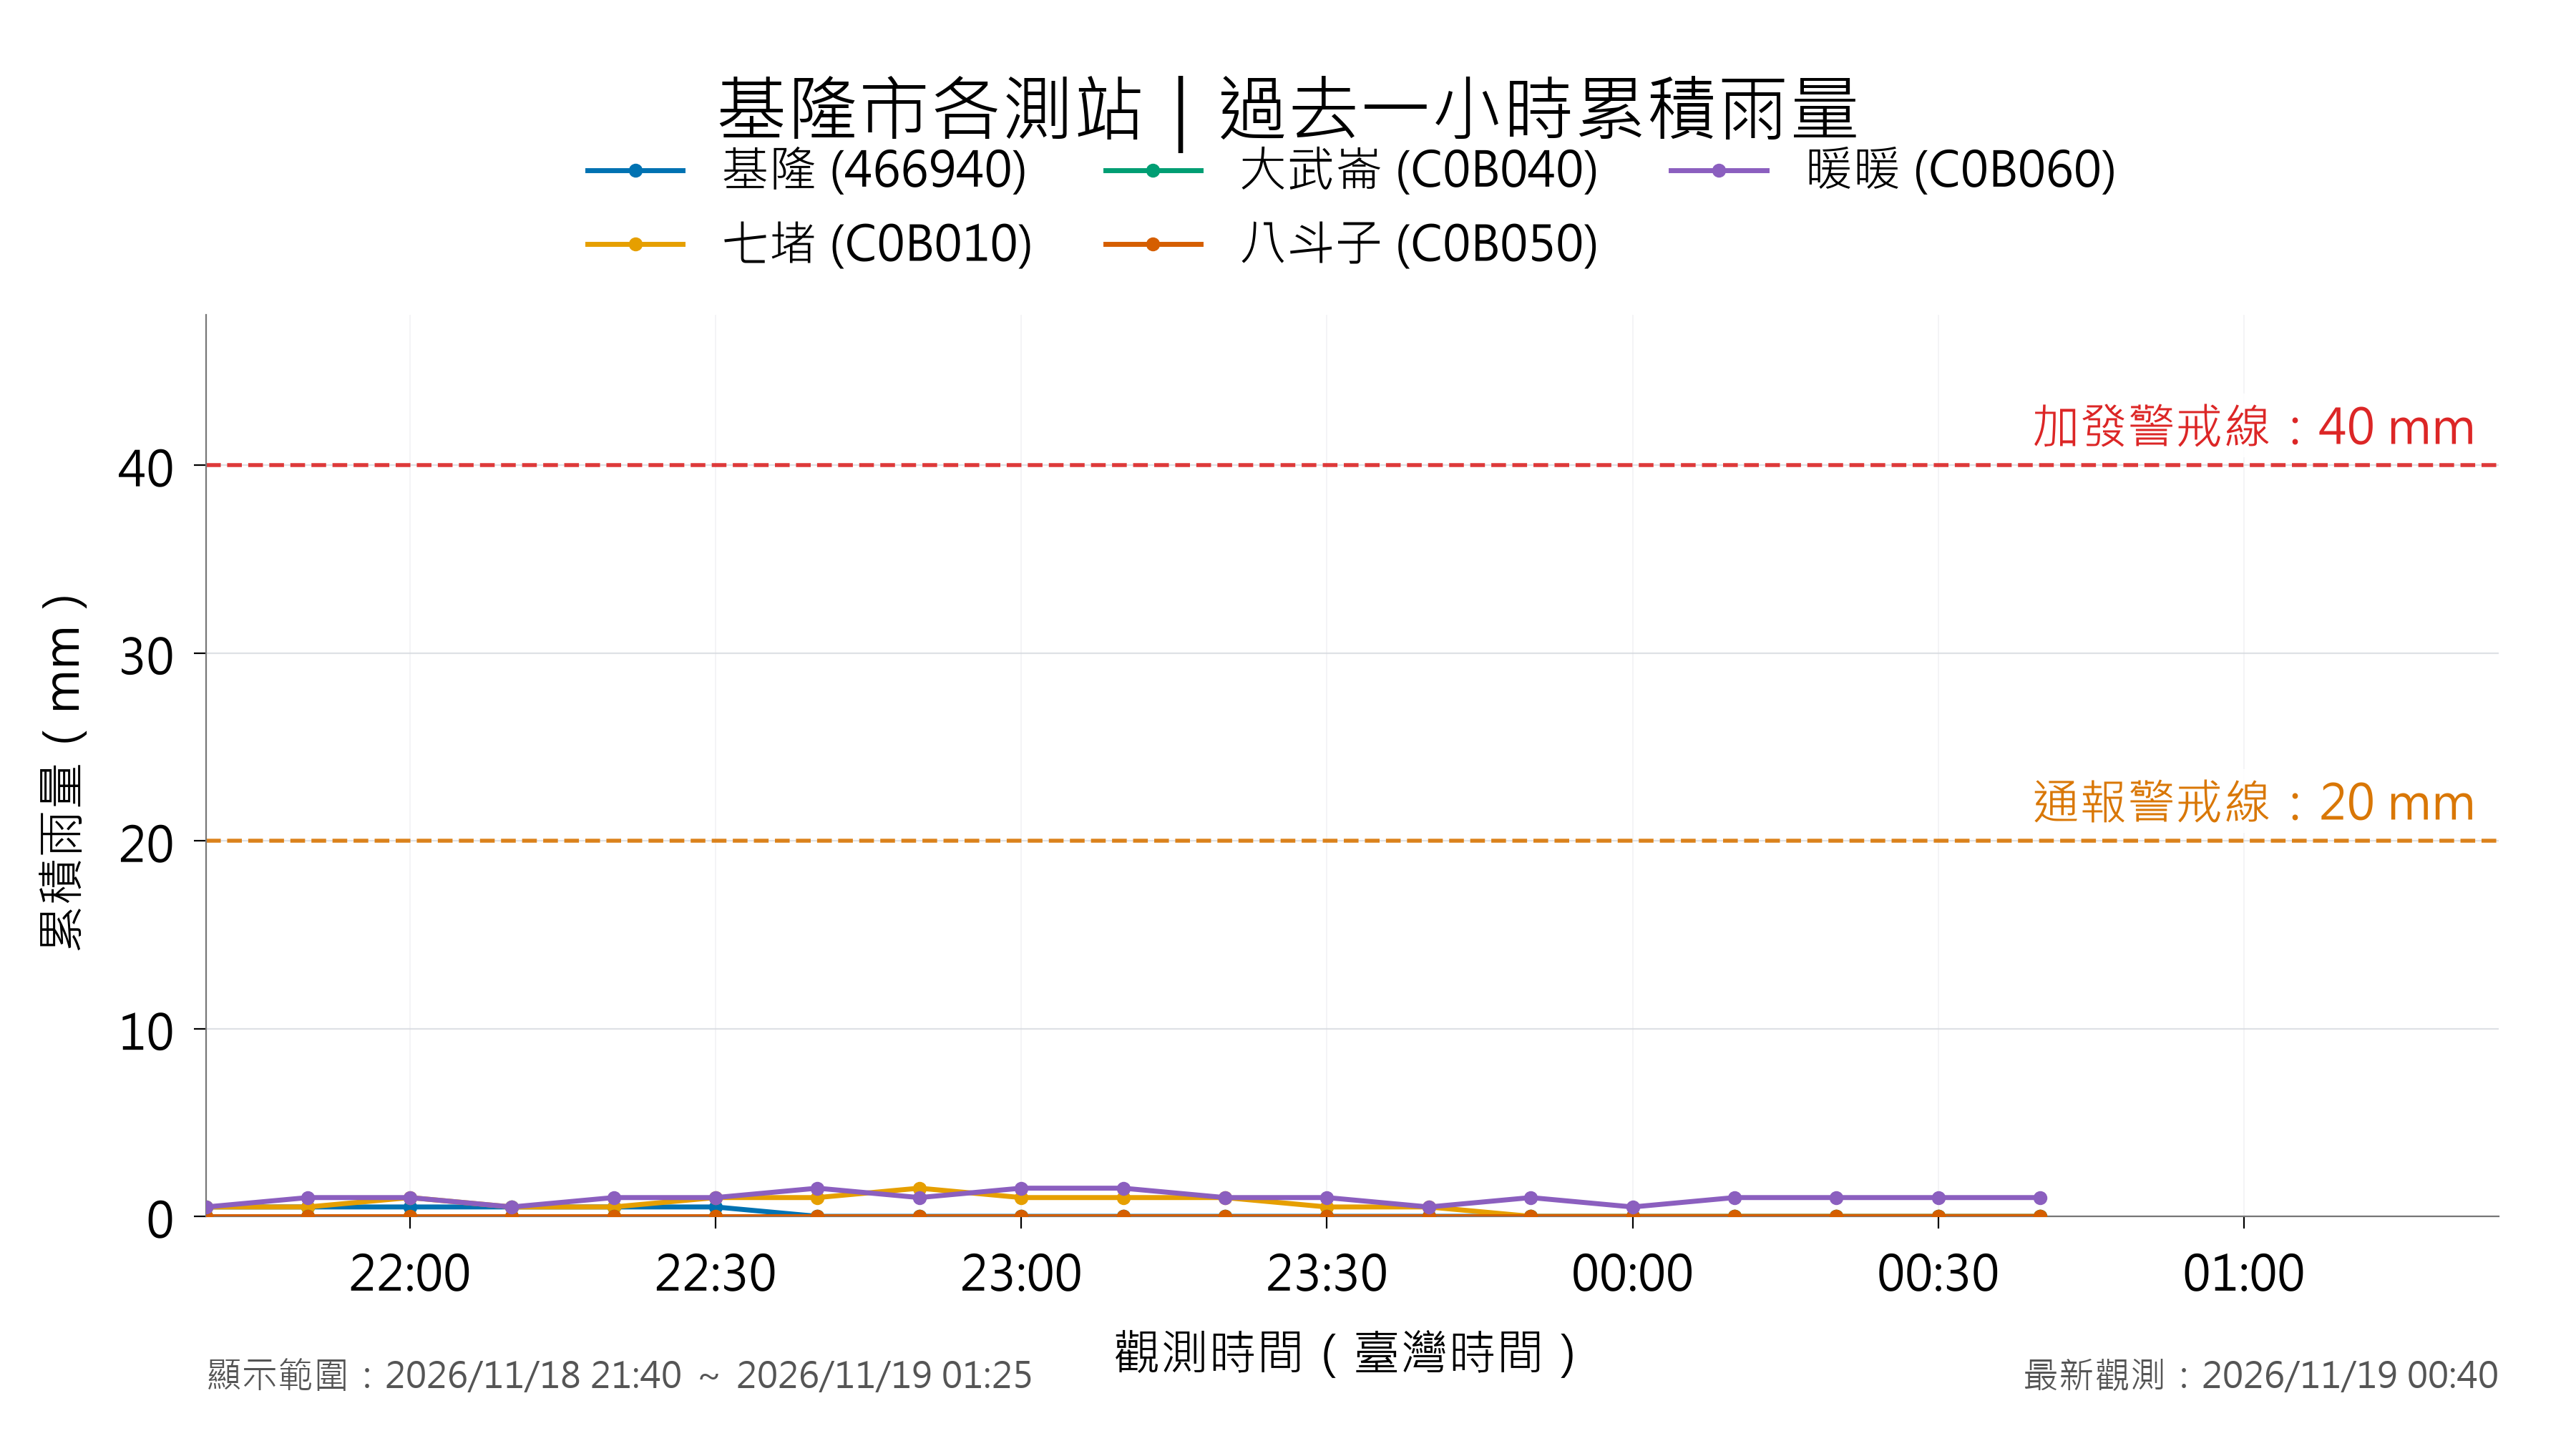 基隆市各測站｜過去一小時累積雨量
基隆 (466940)
大武崙 (C0B040)
暖暖 (C0B060)
七堵 (C0B010)
八斗子 (C0B050)
累積雨量（mm）
加發警戒線：40 mm
通報警戒線：20 mm
40
30
20
10
0
22:00 22:30 23:00 23:30 00:00 00:30 01:00
觀測時間（臺灣時間）
顯示範圍：2026/11/18 21:40 ~ 2026/11/19 01:25
最新觀測：2026/11/19 00:40